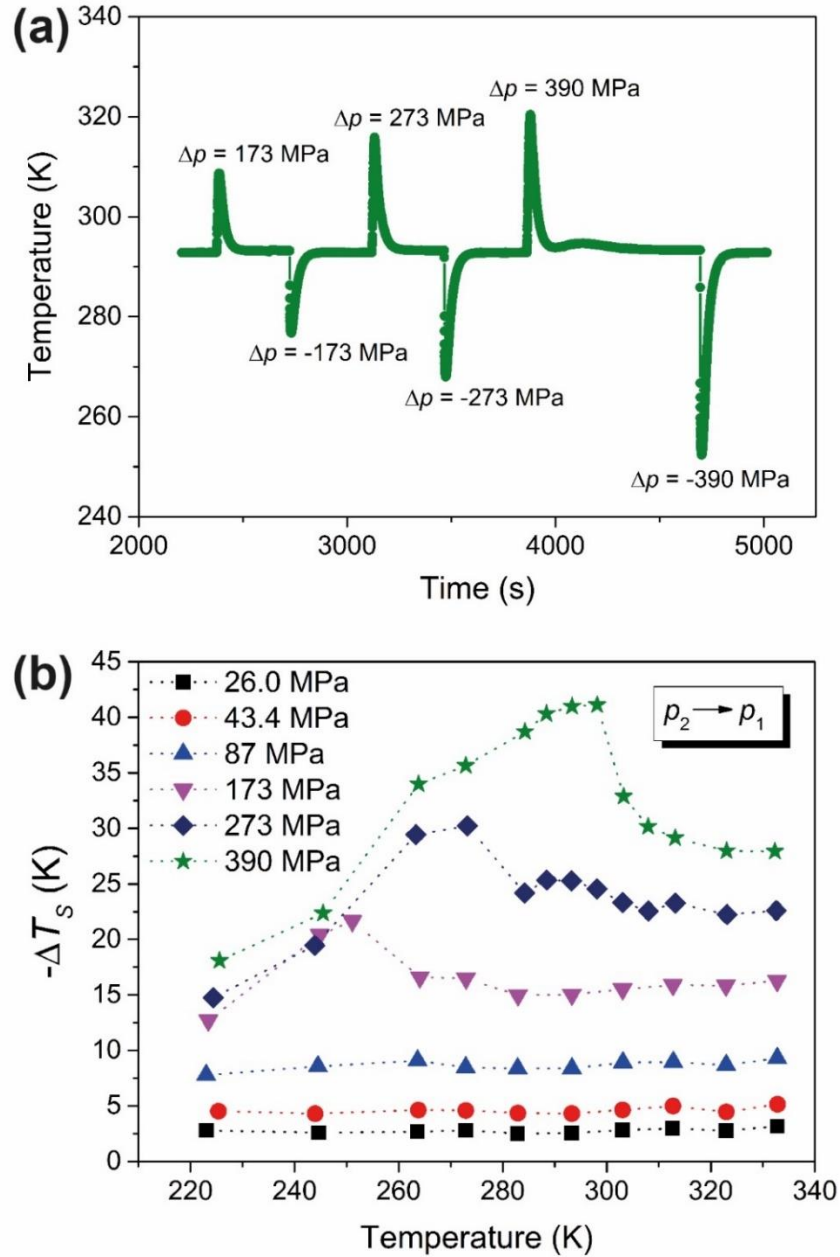 (a)
340
320
300
280
260
240
Temperature (K)
Δp = 173 MPa
Δp = 273 MPa
Δp = 390 MPa
Δp = -173 MPa
Δp = -273 MPa
Δp = -390 MPa
2000 3000 4000 5000
Time (s)
(b)
45
40
35
30
25
20
15
10
5
0
-ΔT_S (K)
26.0 MPa
43.4 MPa
87 MPa
173 MPa
273 MPa
390 MPa
p₂ → p₁
220 240 260 280 300 320 340
Temperature (K)